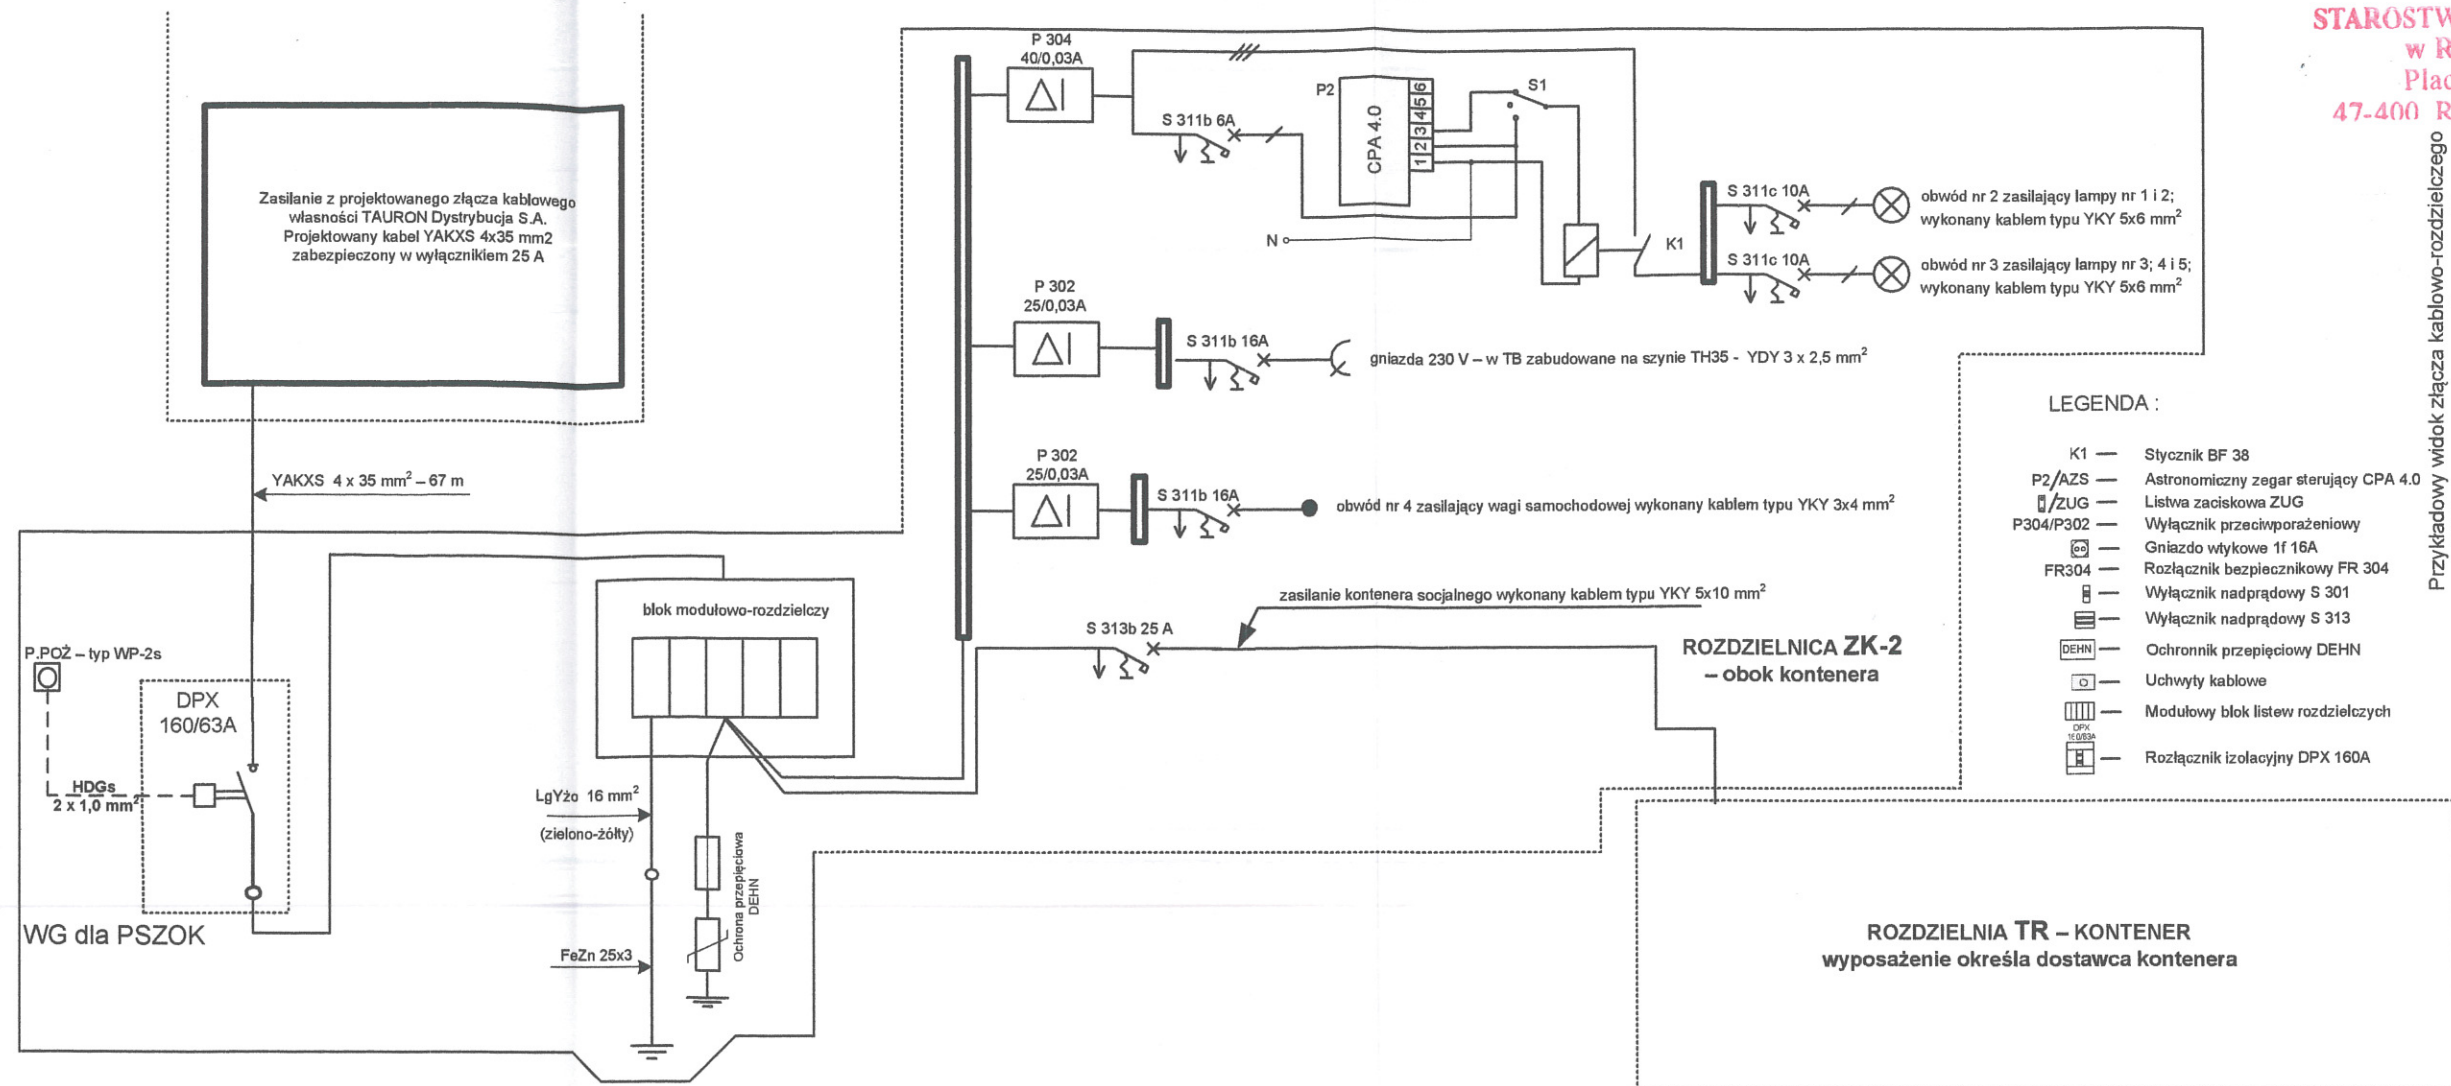 STAROSTW
w R
Plac
47-400 R
Zasilanie z projektowanego złącza kablowego
własności TAURON Dystrybucja S.A.
Projektowany kabel YAKXS 4x35 mm2
zabezpieczony w wyłącznikiem 25 A
YAKXS 4 x 35 mm² – 67 m
P.POŻ – typ WP-2s
DPX
160/63A
HDGs
2 x 1,0 mm²
WG dla PSZOK
blok modułowo-rozdzielczy
LgYżo 16 mm²
(zielono-żółty)
FeZn 25x3
Ochrona przepięciowa
DEHN
P 304
40/0,03A
S 311b 6A
P2
CPA 4.0
1 2 3 4 5 6
S1
N
K1
S 311c 10A
obwód nr 2 zasilający lampy nr 1 i 2;
wykonany kablem typu YKY 5x6 mm²
S 311c 10A
obwód nr 3 zasilający lampy nr 3; 4 i 5;
wykonany kablem typu YKY 5x6 mm²
P 302
25/0,03A
S 311b 16A
gniazda 230 V – w TB zabudowane na szynie TH35 - YDY 3 x 2,5 mm²
P 302
25/0,03A
S 311b 16A
obwód nr 4 zasilający wagi samochodowej wykonany kablem typu YKY 3x4 mm²
zasilanie kontenera socjalnego wykonany kablem typu YKY 5x10 mm²
S 313b 25 A
ROZDZIELNICA ZK-2
– obok kontenera
LEGENDA :
K1 — Stycznik BF 38
P2/AZS — Astronomiczny zegar sterujący CPA 4.0
/ZUG — Listwa zaciskowa ZUG
P304/P302 — Wyłącznik przeciwporażeniowy
— Gniazdo wtykowe 1f 16A
FR304 — Rozłącznik bezpiecznikowy FR 304
— Wyłącznik nadprądowy S 301
— Wyłącznik nadprądowy S 313
DEHN — Ochronnik przepięciowy DEHN
— Uchwyty kablowe
— Modułowy blok listew rozdzielczych
DPX
160/63A
— Rozłącznik izolacyjny DPX 160A
Przykładowy widok złącza kablowo-rozdzielczego
ROZDZIELNIA TR – KONTENER
wyposażenie określa dostawca kontenera